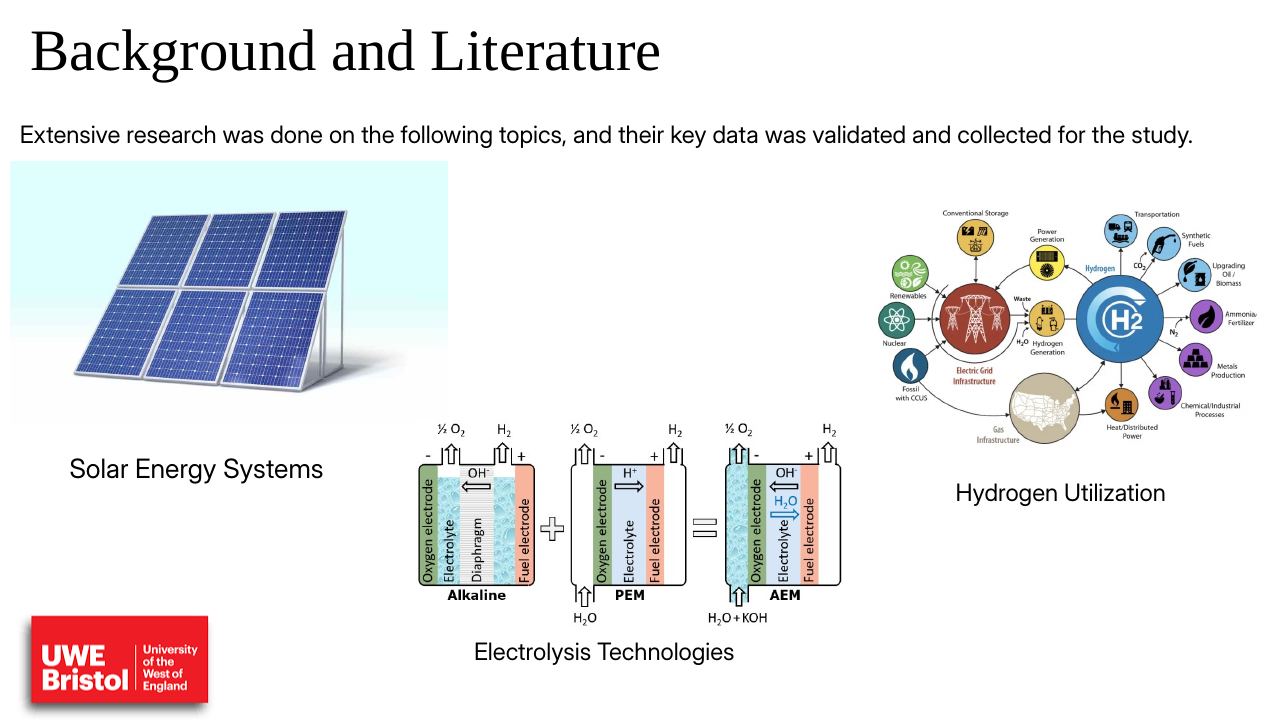 Background and Literature
Extensive research was done on the following topics, and their key data was validated and collected for the study.
Solar Energy Systems
½ O₂
H₂
-
+
OH⁻
Oxygen electrode
Electrolyte
Diaphragm
Fuel electrode
Alkaline
½ O₂
H₂
-
+
H⁺
Oxygen electrode
Electrolyte
Fuel electrode
PEM
H₂O
½ O₂
H₂
-
+
OH⁻
H₂O
Oxygen electrode
Electrolyte
Fuel electrode
AEM
H₂O+KOH
Electrolysis Technologies
Conventional Storage
Power
Generation
Renewables
Nuclear
Fossil
with CCUS
Electric Grid
Infrastructure
Waste
H₂O
Hydrogen
Generation
Gas
Infrastructure
Hydrogen
H2
Transportation
CO₂
Synthetic
Fuels
Upgrading
Oil /
Biomass
N₂
Ammonia/
Fertilizer
Metals
Production
Chemical/Industrial
Processes
Heat/Distributed
Power
Hydrogen Utilization
UWE
Bristol
University
of the
West of
England